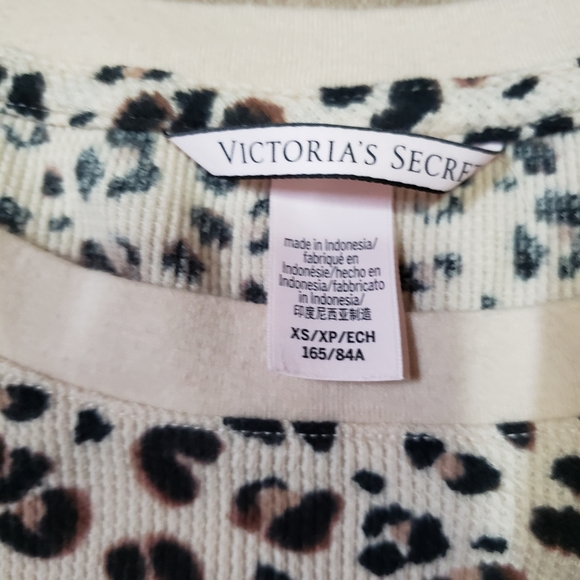 VICTORIA'S SECRE
made in Indonesia/
fabriqué en
Indonésie/hecho en
Indonesia/fabbricato
in Indonesia/
印度尼西亚制造
XS/XP/ECH
165/84A